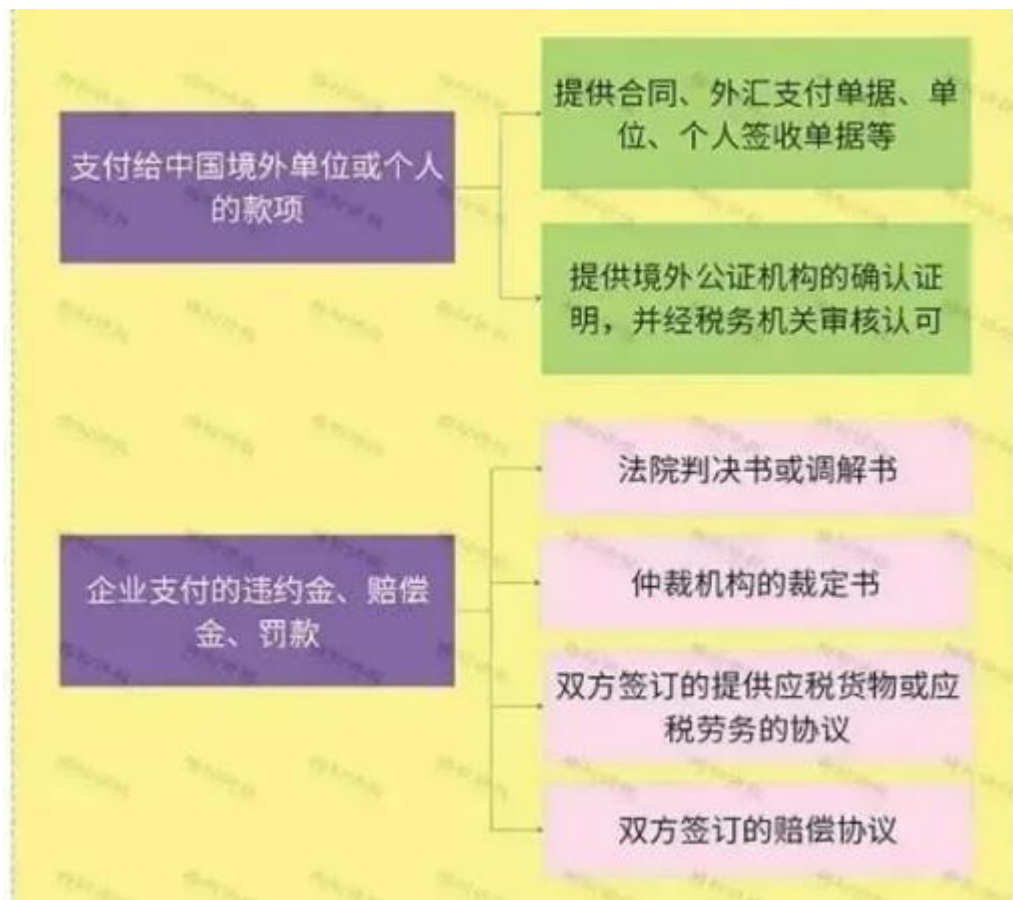 提供合同、外汇支付单据、单
位、个人签收单据等
支付给中国境外单位或个人
的款项
提供境外公证机构的确认证
明，并经税务机关审核认可
法院判决书或调解书
仲裁机构的裁定书
企业支付的违约金、赔偿
金、罚款
双方签订的提供应税货物或应
税劳务的协议
双方签订的赔偿协议